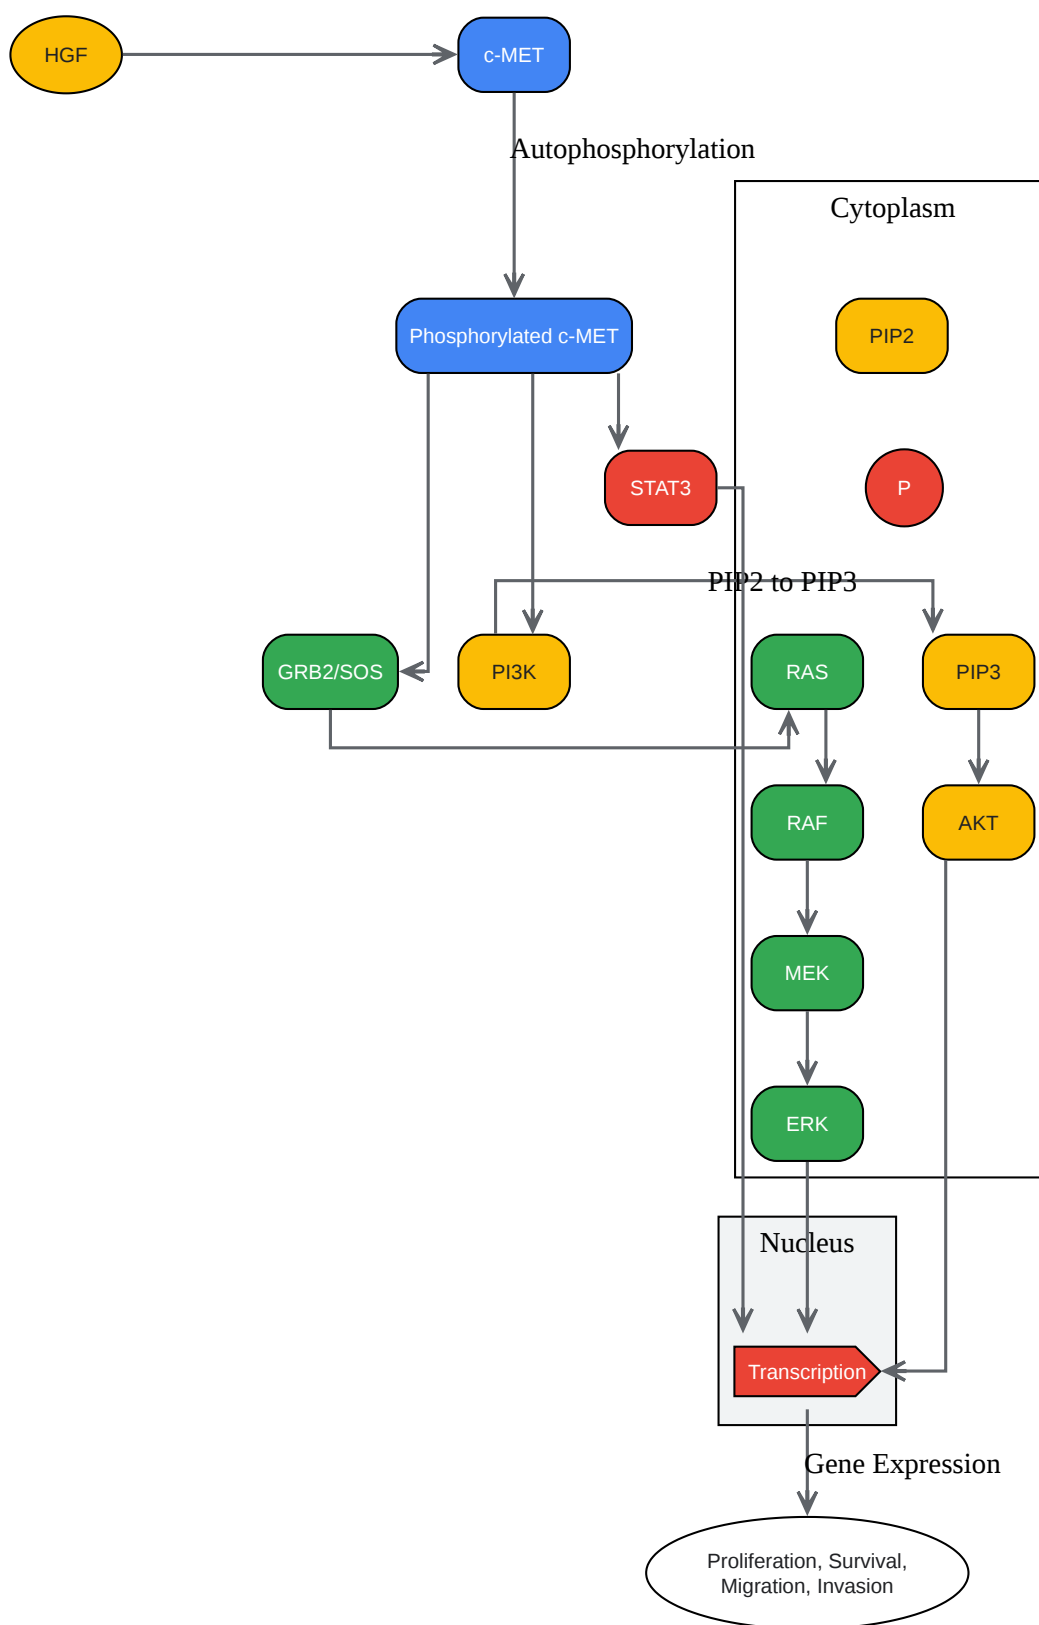 HGF
c-MET
Autophosphorylation
Cytoplasm
Phosphorylated c-MET
PIP2
STAT3
P
PIP2 to PIP3
GRB2/SOS
PI3K
RAS
PIP3
RAF
AKT
MEK
ERK
Nucleus
Transcription
Gene Expression
Proliferation, Survival,
Migration, Invasion